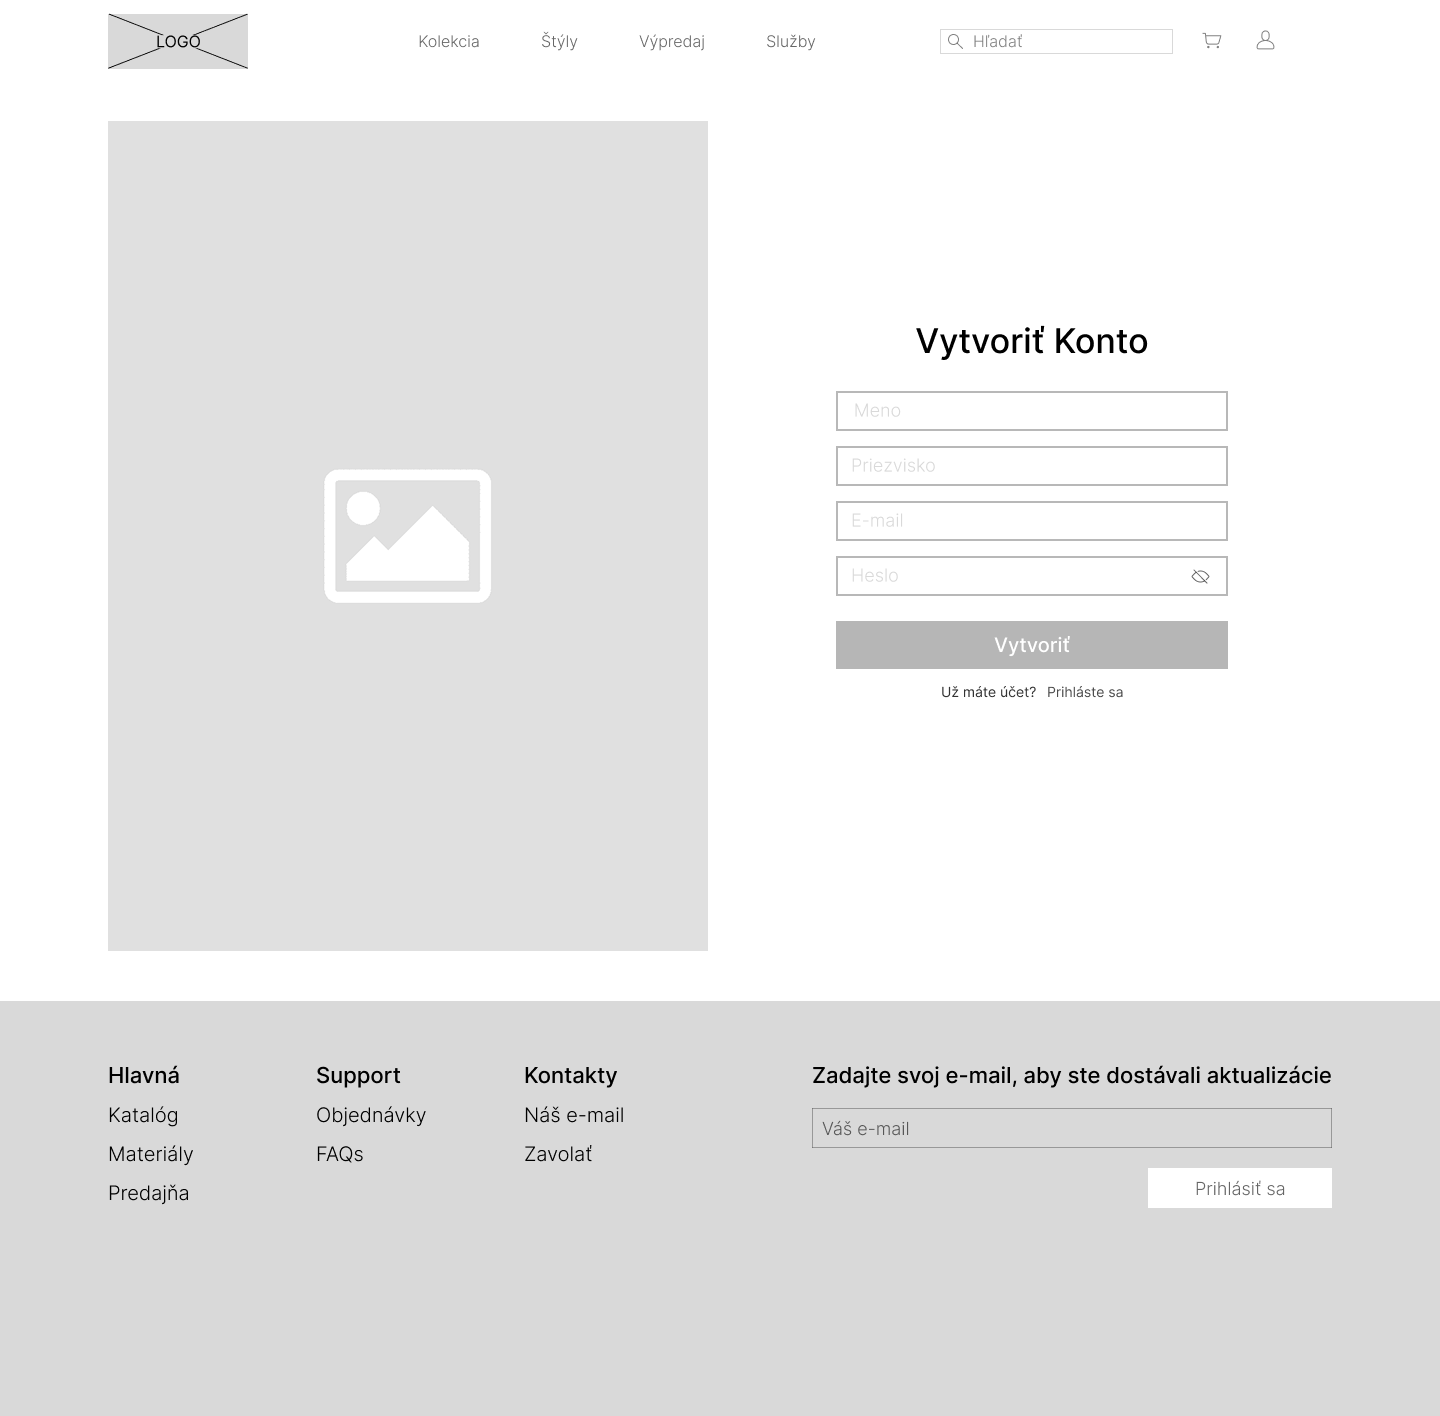 LOGO
Kolekcia
Štýly
Výpredaj
Služby
Hľadať
Vytvoriť Konto
Meno
Priezvisko
E-mail
Heslo
Vytvoriť
Už máte účet? Prihláste sa
Hlavná
Katalóg
Materiály
Predajňa
Support
Objednávky
FAQs
Kontakty
Náš e-mail
Zavolať
Zadajte svoj e-mail, aby ste dostávali aktualizácie
Váš e-mail
Prihlásiť sa